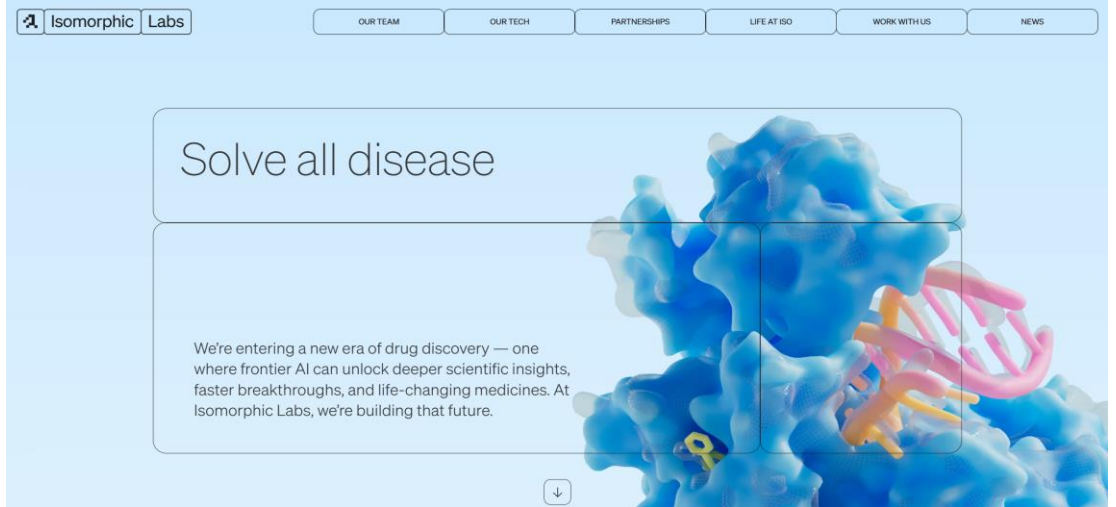 Isomorphic Labs
OUR TEAM
OUR TECH
PARTNERSHIPS
LIFE AT ISO
WORK WITH US
NEWS
Solve all disease
We're entering a new era of drug discovery — one
where frontier AI can unlock deeper scientific insights,
faster breakthroughs, and life-changing medicines. At
Isomorphic Labs, we're building that future.